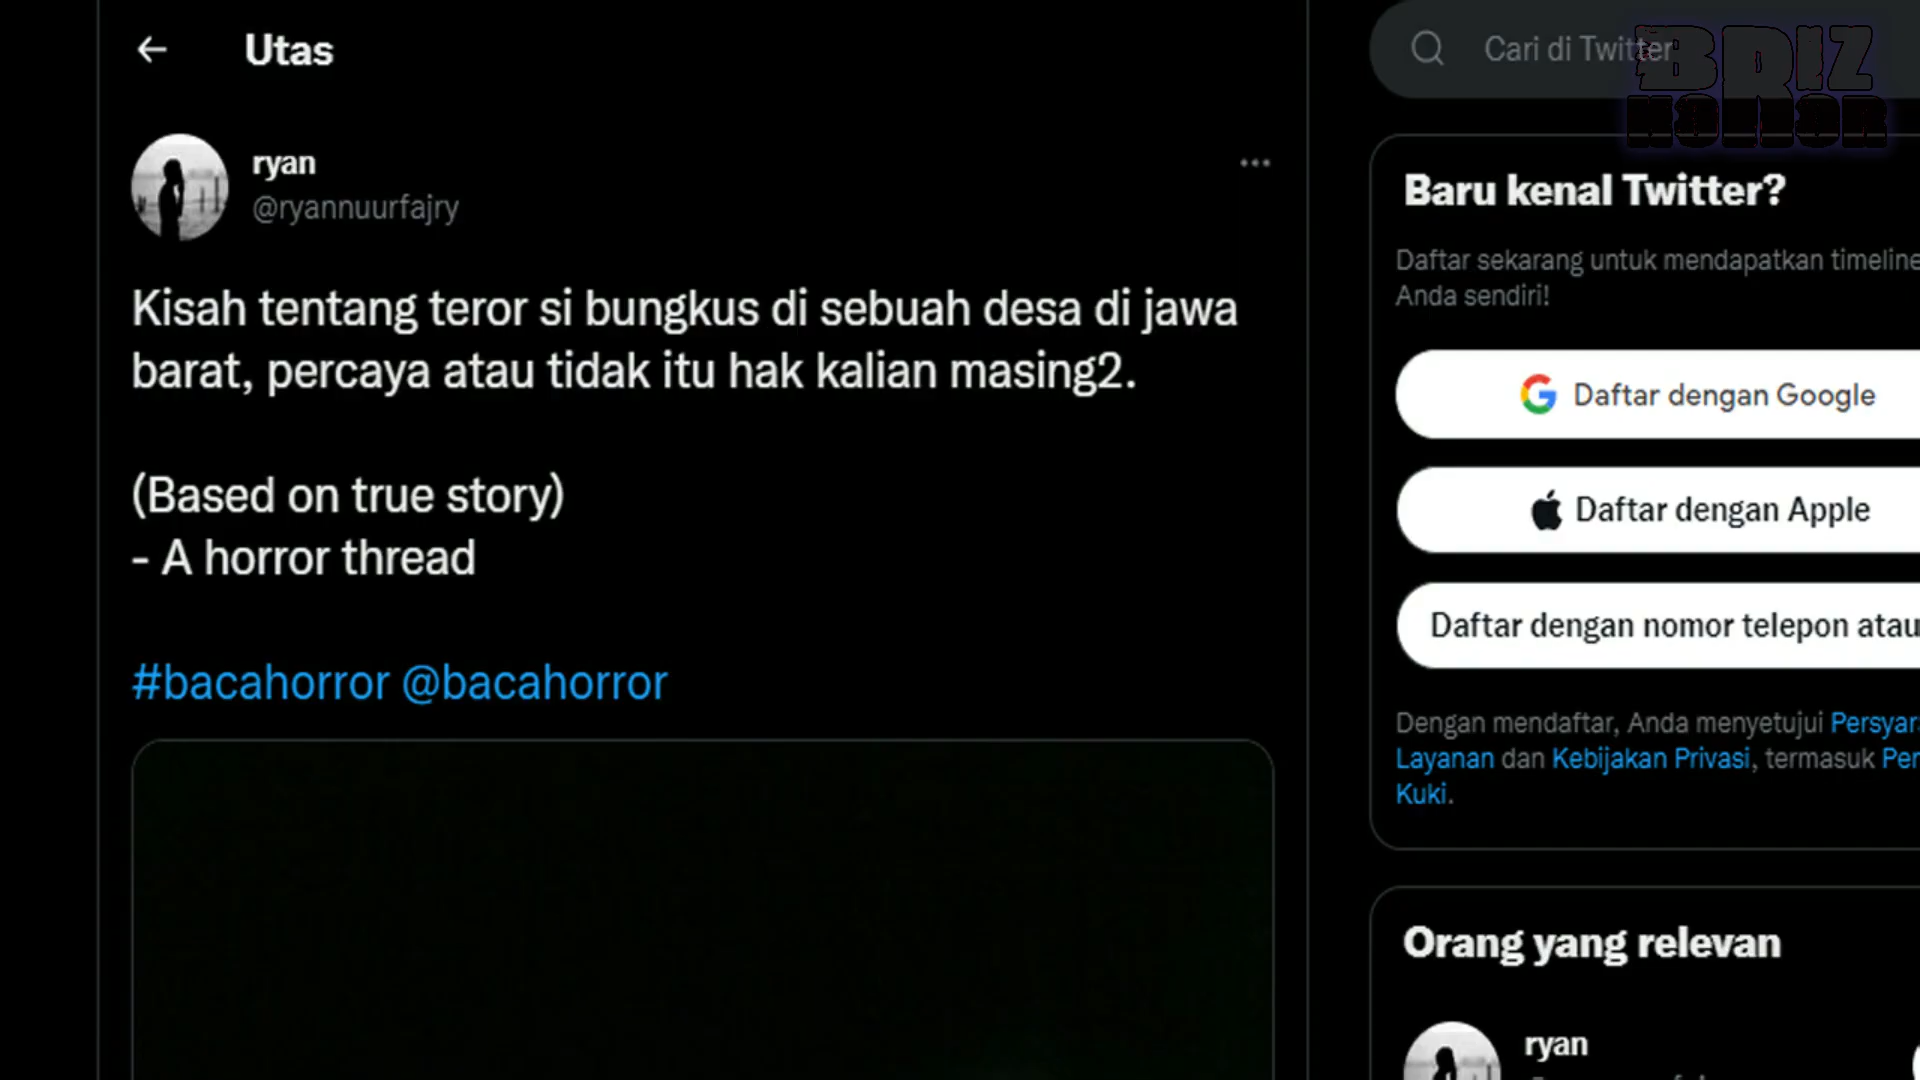 Utas
Cari di Twitter
BRIZ
HORROR
ryan
@ryannuurfajry
Kisah tentang teror si bungkus di sebuah desa di jawa
barat, percaya atau tidak itu hak kalian masing2.
(Based on true story)
- A horror thread
#bacahorror @bacahorror
Baru kenal Twitter?
Daftar sekarang untuk mendapatkan timeline
Anda sendiri!
Daftar dengan Google
Daftar dengan Apple
Daftar dengan nomor telepon atau
Dengan mendaftar, Anda menyetujui
Layanan dan Kebijakan Privasi, termasuk
Kuki.
Orang yang relevan
ryan